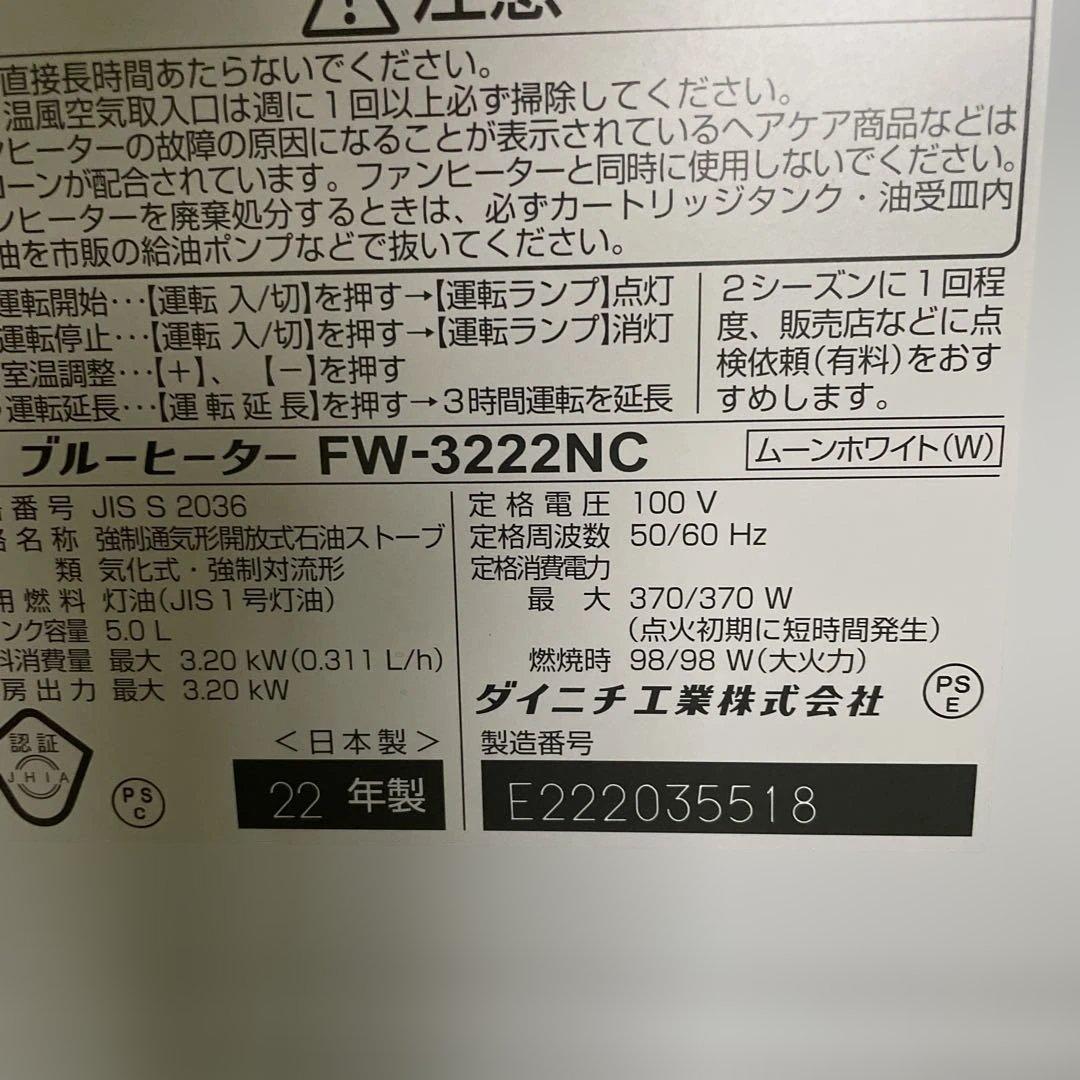 注意
直接長時間あたらないでください。
温風空気取入口は週に1回以上必ず掃除してください。
ンヒーターの故障の原因になることが表示されているヘアケア商品などは
コーンが配合されています。ファンヒーターと同時に使用しないでください。
ンヒーターを廃棄処分するときは、必ずカートリッジタンク・油受皿内
油を市販の給油ポンプなどで抜いてください。
運転開始…【運転 入/切】を押す→【運転ランプ】点灯
運転停止…【運転 入/切】を押す→【運転ランプ】消灯
室温調整…【＋】、【－】を押す
運転延長…【運転延長】を押す→3時間運転を延長
2シーズンに1回程
度、販売店などに点
検依頼(有料)をおす
すめします。
ブルーヒーター FW-3222NC
ムーンホワイト(W)
番号 JIS S 2036
名称 強制通気形開放式石油ストーブ
類 気化式・強制対流形
用燃料 灯油(JIS1号灯油)
ンク容量 5.0 L
料消費量 最大 3.20 kW(0.311 L/h)
房出力 最大 3.20 kW
認証
JHIA
PS
C
<日本製>
22 年製
定格電圧 100 V
定格周波数 50/60 Hz
定格消費電力
最大 370/370 W
(点火初期に短時間発生)
燃焼時 98/98 W(大火力)
ダイニチ工業株式会社
PS
E
製造番号
E222035518